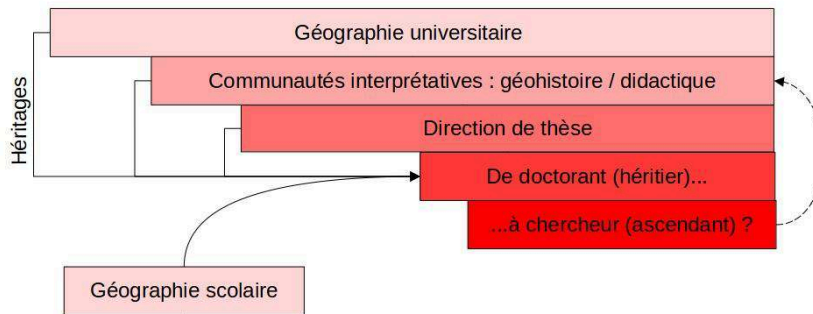 Géographie universitaire
Communautés interprétatives : géohistoire / didactique
Direction de thèse
De doctorant (héritier)...
...à chercheur (ascendant) ?
Héritages
Géographie scolaire